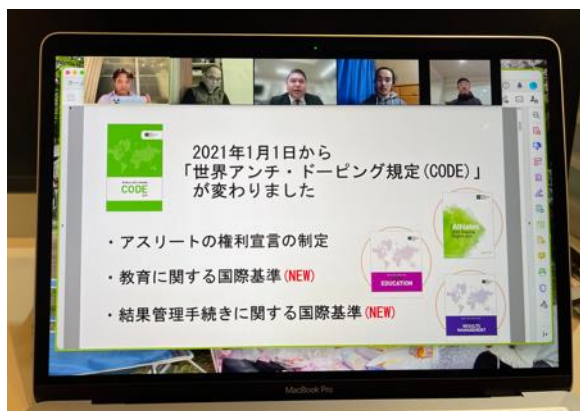 2021年1月1日から
「世界アンチ・ドーピング規定(CODE)」
が変わりました
CODE
・アスリートの権利宣言の制定
Athletes'
・教育に関する国際基準(NEW)
EDUCATION
・結果管理手続きに関する国際基準(NEW)
RESULTS
MANAGEMENT
MacBook Pro